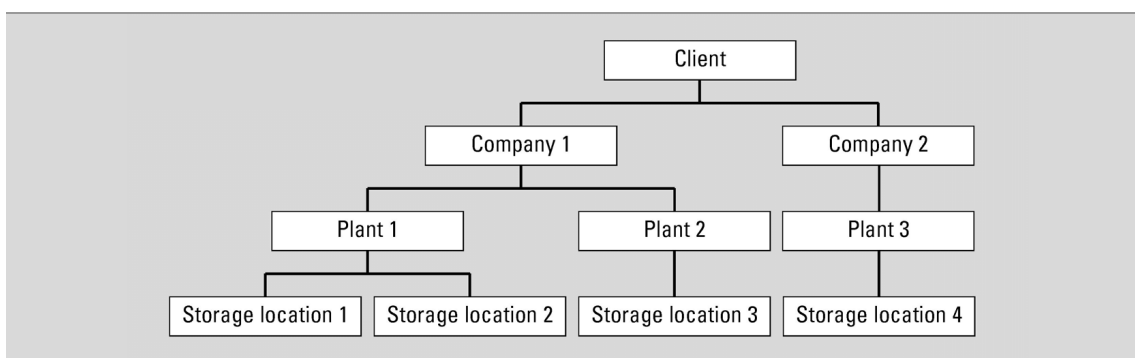 Client
Company 1
Company 2
Plant 1
Plant 2
Plant 3
Storage location 1
Storage location 2
Storage location 3
Storage location 4